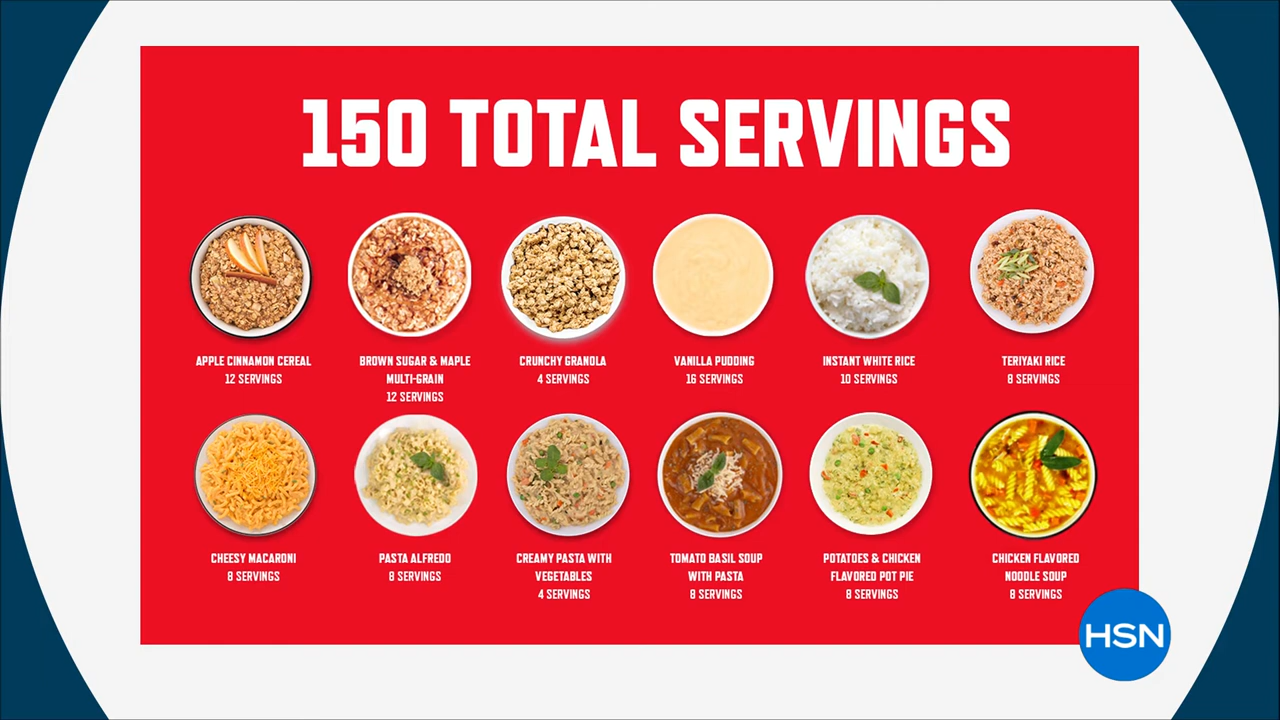 150 TOTAL SERVINGS
APPLE CINNAMON CEREAL
12 SERVINGS
BROWN SUGAR & MAPLE
MULTI-GRAIN
12 SERVINGS
CRUNCHY GRANOLA
4 SERVINGS
VANILLA PUDDING
16 SERVINGS
INSTANT WHITE RICE
10 SERVINGS
TERIYAKI RICE
8 SERVINGS
CHEESY MACARONI
8 SERVINGS
PASTA ALFREDO
8 SERVINGS
CREAMY PASTA WITH
VEGETABLES
4 SERVINGS
TOMATO BASIL SOUP
WITH PASTA
8 SERVINGS
POTATOES & CHICKEN
FLAVORED POT PIE
8 SERVINGS
CHICKEN FLAVORED
NOODLE SOUP
8 SERVINGS
HSN